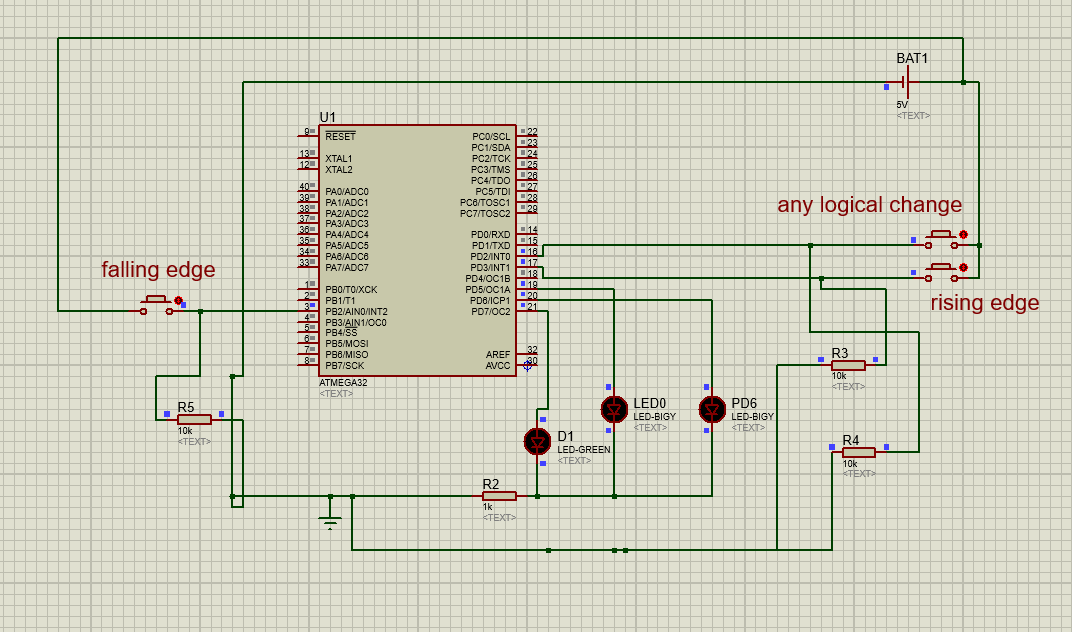 BAT1
5V
<TEXT>
U1
9 RESET
13 XTAL1
12 XTAL2
40 PA0/ADC0
39 PA1/ADC1
38 PA2/ADC2
37 PA3/ADC3
36 PA4/ADC4
35 PA5/ADC5
34 PA6/ADC6
33 PA7/ADC7
1 PB0/T0/XCK
2 PB1/T1
3 PB2/AIN0/INT2
4 PB3/AIN1/OC0
5 PB4/SS
6 PB5/MOSI
7 PB6/MISO
8 PB7/SCK
PC0/SCL 22
PC1/SDA 23
PC2/TCK 24
PC3/TMS 25
PC4/TDO 26
PC5/TDI 27
PC6/TOSC1 28
PC7/TOSC2 29
PD0/RXD 14
PD1/TXD 15
PD2/INT0 16
PD3/INT1 17
PD4/OC1B 18
PD5/OC1A 19
PD6/ICP1 20
PD7/OC2 21
AREF 32
AVCC 30
ATMEGA32
<TEXT>
any logical change
rising edge
falling edge
R3
10k
<TEXT>
LED0
LED-BIGY
<TEXT>
PD6
LED-BIGY
<TEXT>
R5
10k
<TEXT>
D1
LED-GREEN
<TEXT>
R4
10k
<TEXT>
R2
1k
<TEXT>